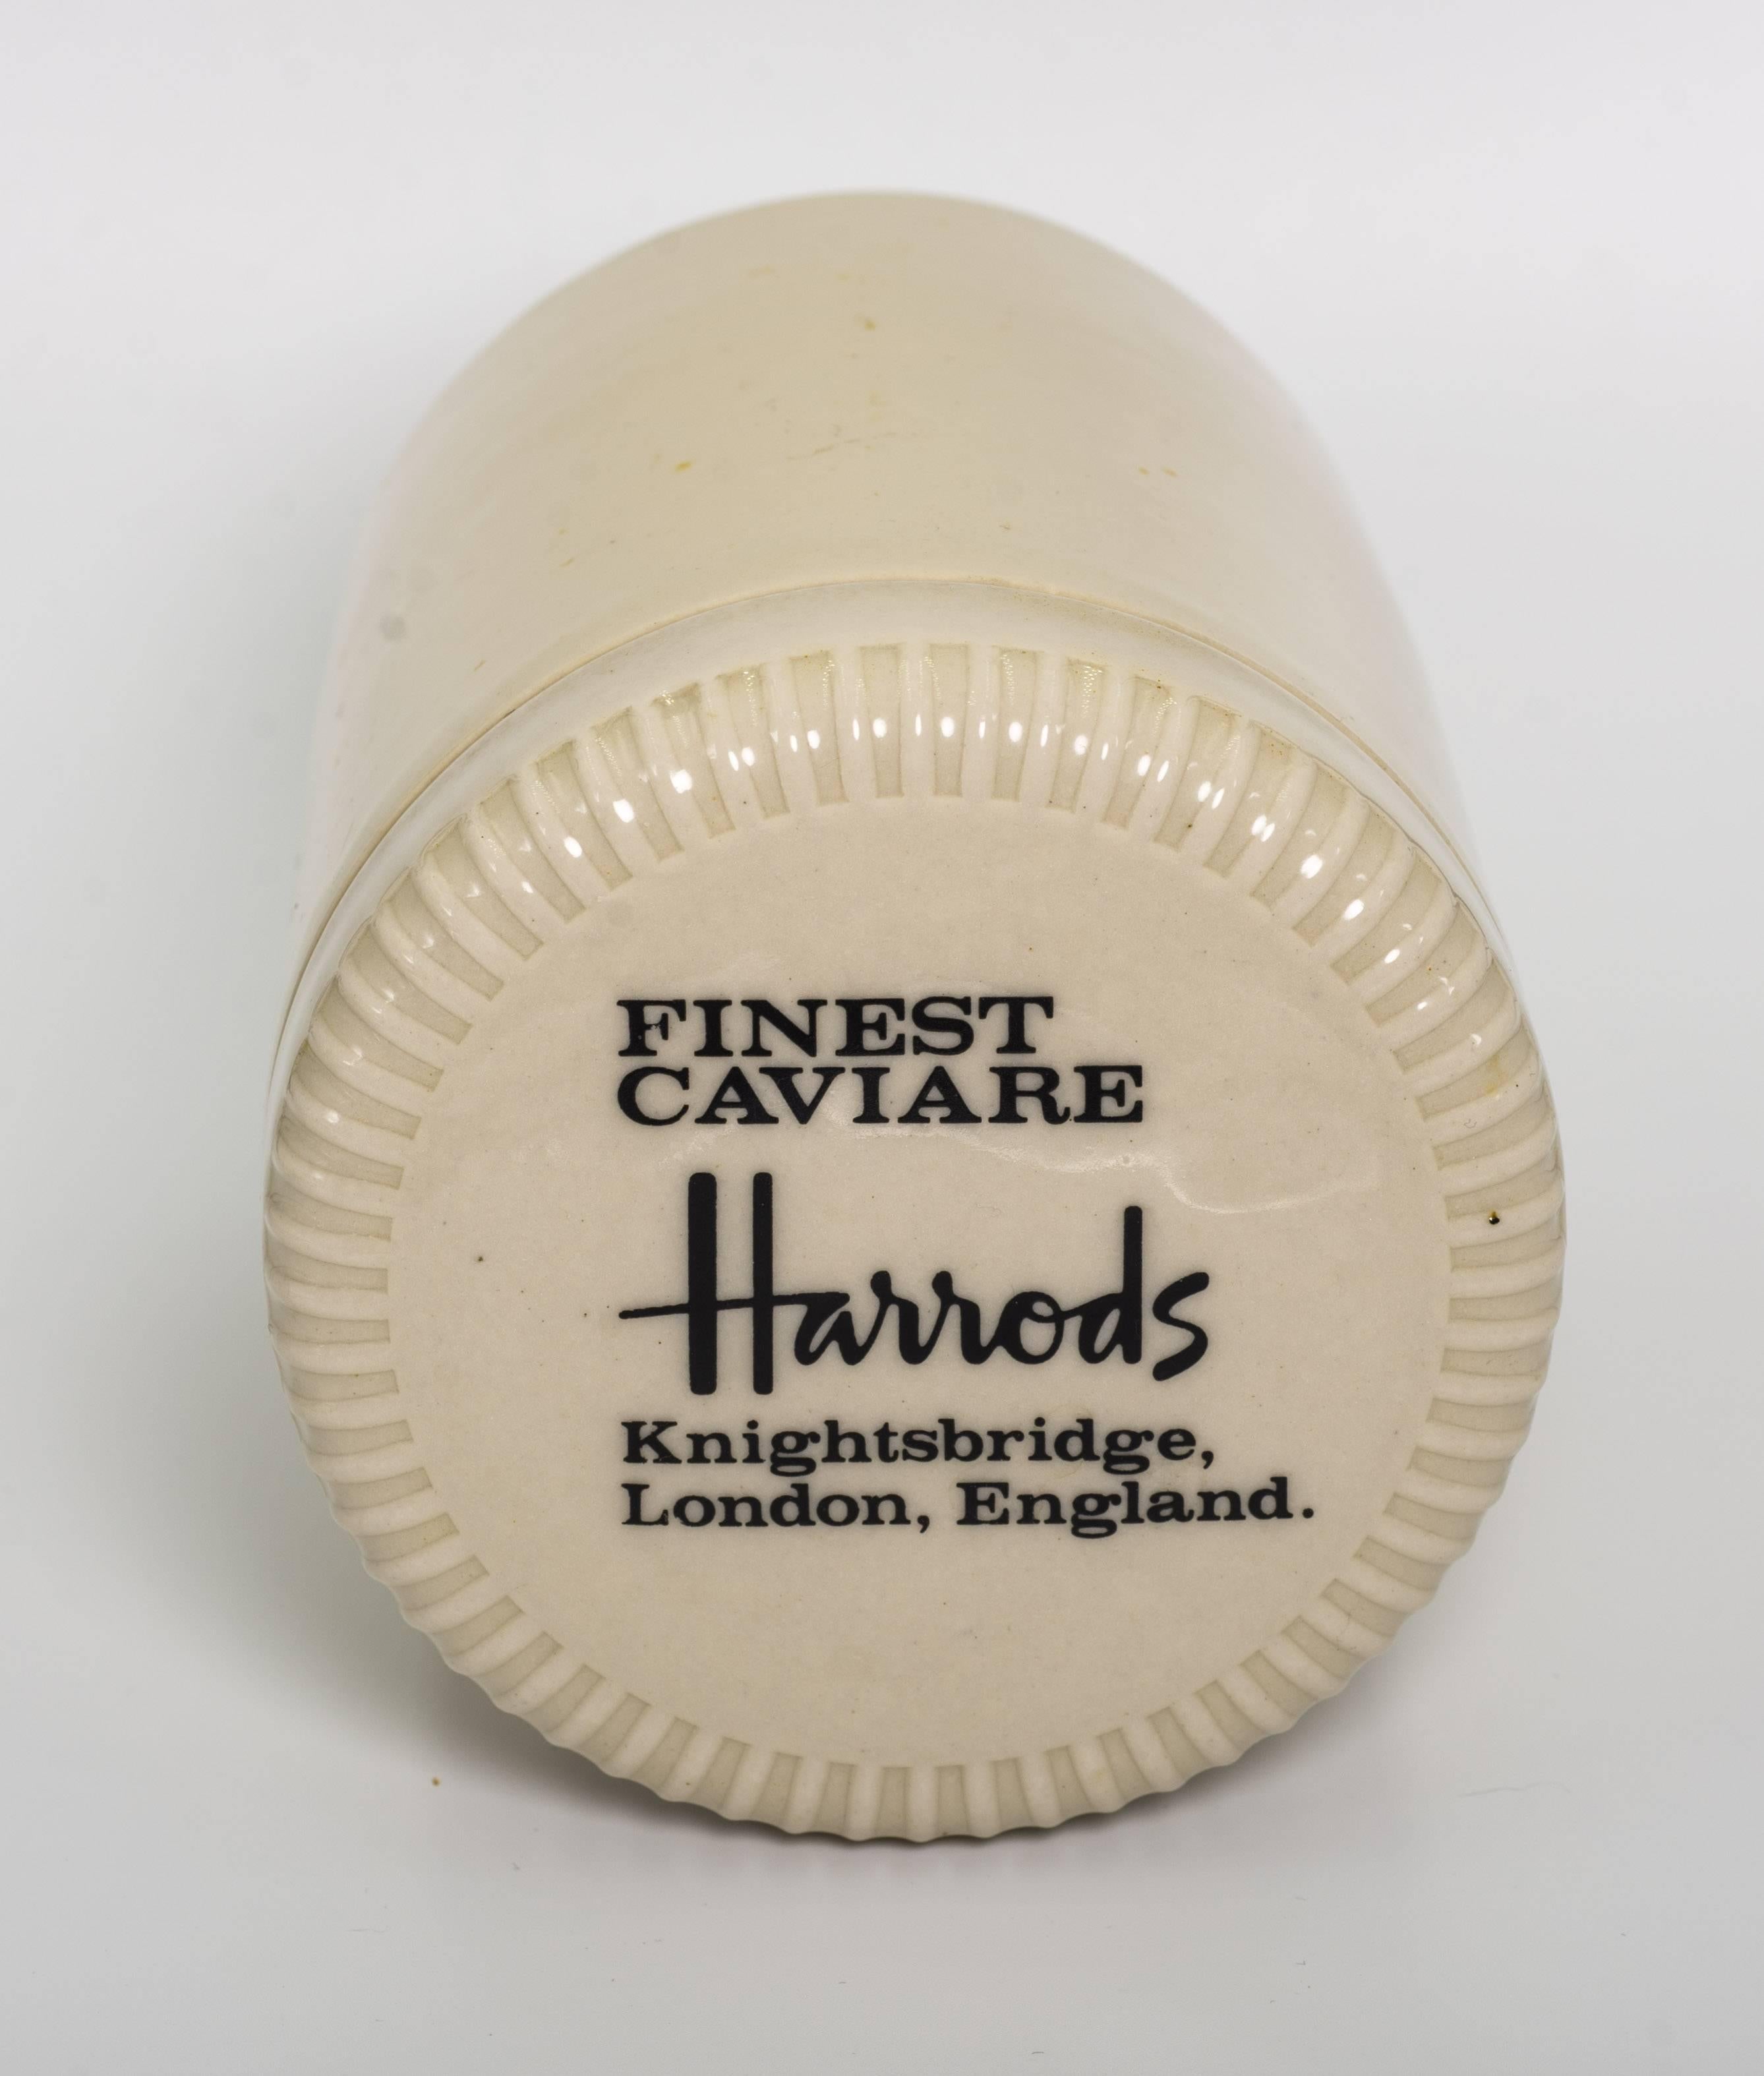 FINEST
CAVIARE
Harrods
Knightsbridge,
London, England.